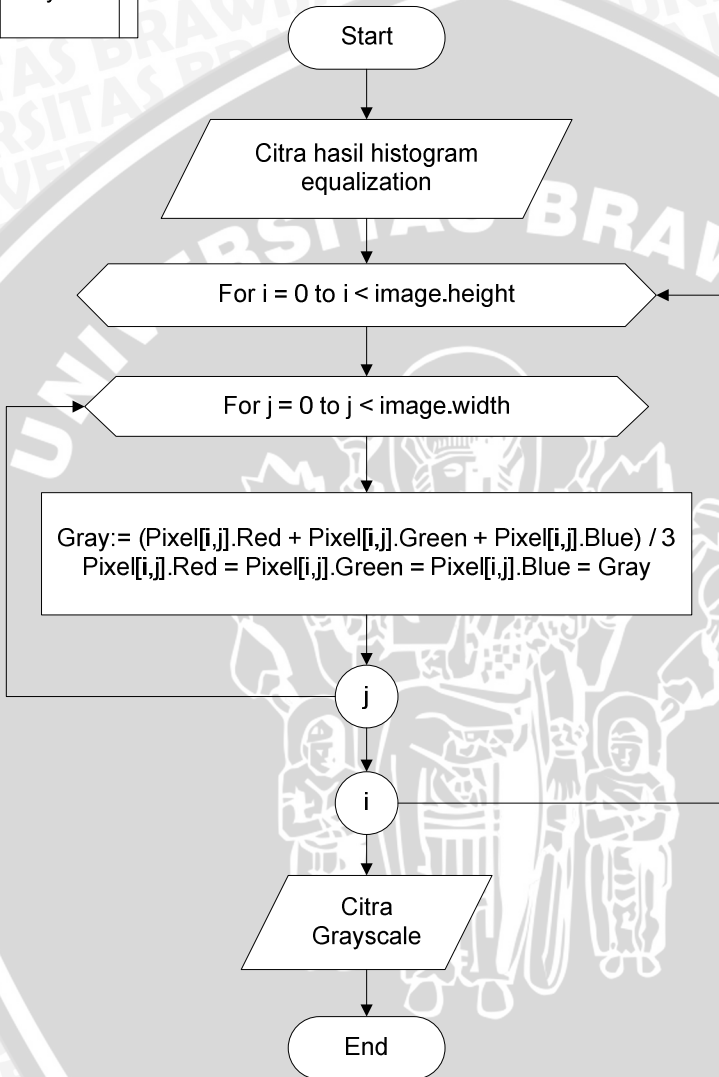 Start
Citra hasil histogram
equalization
For i = 0 to i < image.height
For j = 0 to j < image.width
Gray:= (Pixel[i,j].Red + Pixel[i,j].Green + Pixel[i,j].Blue) / 3
Pixel[i,j].Red = Pixel[i,j].Green = Pixel[i,j].Blue = Gray
j
i
Citra
Grayscale
End